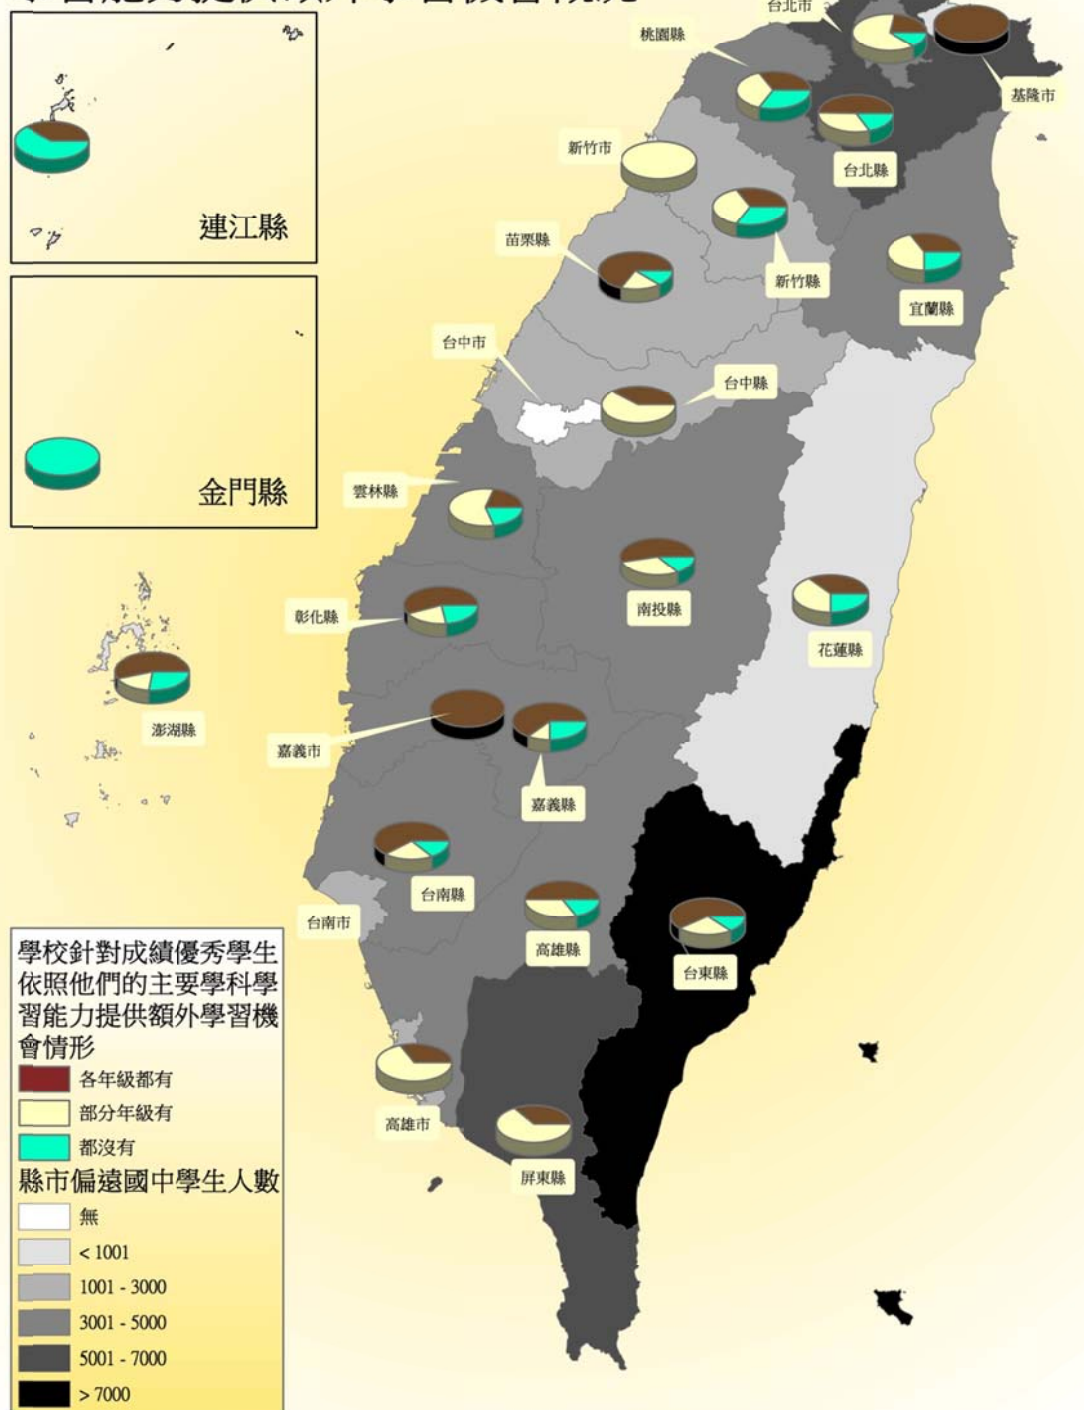 連江縣
金門縣
台北市
桃園縣
基隆市
新竹市
台北縣
苗栗縣
新竹縣
宜蘭縣
台中市
台中縣
雲林縣
南投縣
彰化縣
花蓮縣
澎湖縣
嘉義市
嘉義縣
台南縣
台南市
高雄縣
台東縣
高雄市
屏東縣
學校針對成績優秀學生
依照他們的主要學科學
習能力提供額外學習機
會情形
各年級都有
部分年級有
都沒有
縣市偏遠國中學生人數
無
< 1001
1001 - 3000
3001 - 5000
5001 - 7000
> 7000